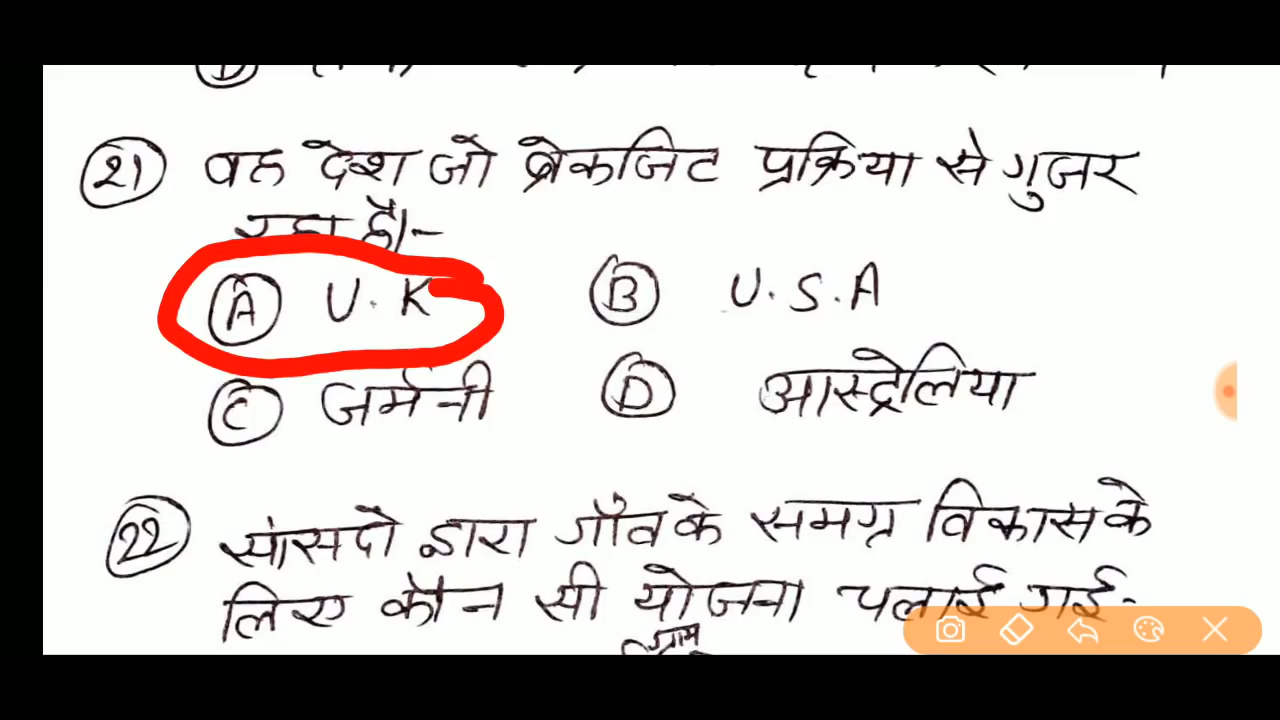 21 वह देश जो ब्रेकजिट प्रक्रिया से गुजर
रहा है।-
A U.K B U.S.A
C जर्मनी D आस्ट्रेलिया
22 सांसदो द्वारा गाँव के समग्र विकास के
लिए कौन सी योजना चलाई गई-
ग्राम